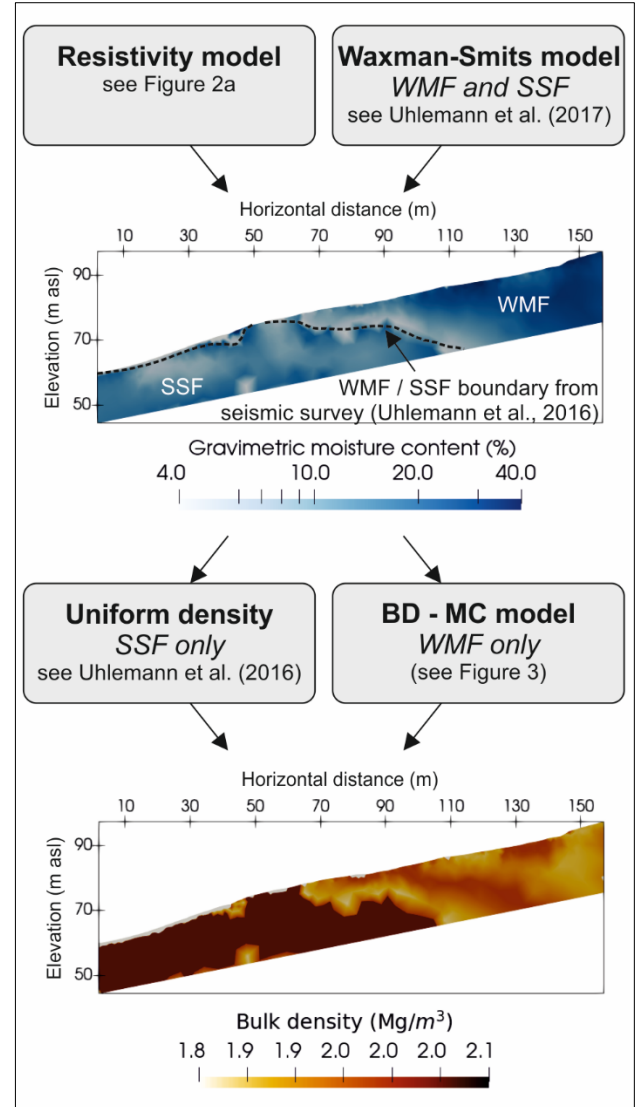 Resistivity model
see Figure 2a
Waxman-Smits model
WMF and SSF
see Uhlemann et al. (2017)
Horizontal distance (m)
10 30 50 70 90 110 130 150
Elevation (m asl)
90
70
50
WMF
SSF
WMF / SSF boundary from
seismic survey (Uhlemann et al., 2016)
Gravimetric moisture content (%)
4.0 10.0 20.0 40.0
Uniform density
SSF only
see Uhlemann et al. (2016)
BD - MC model
WMF only
(see Figure 3)
Horizontal distance (m)
10 30 50 70 90 110 130 150
Elevation (m asl)
90
70
50
Bulk density (Mg/m³)
1.8 1.9 1.9 2.0 2.0 2.0 2.1